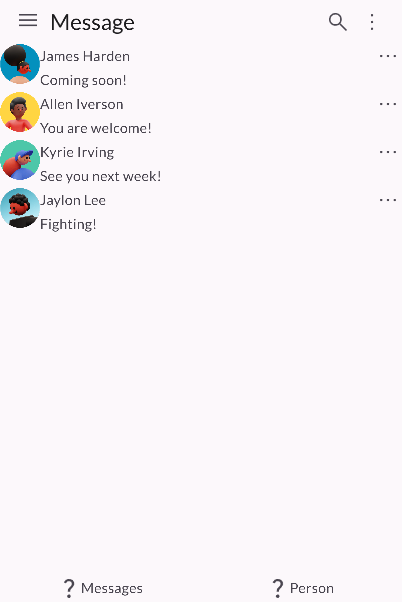 Message
James Harden
Coming soon!
Allen Iverson
You are welcome!
Kyrie Irving
See you next week!
Jaylon Lee
Fighting!
? Messages
? Person